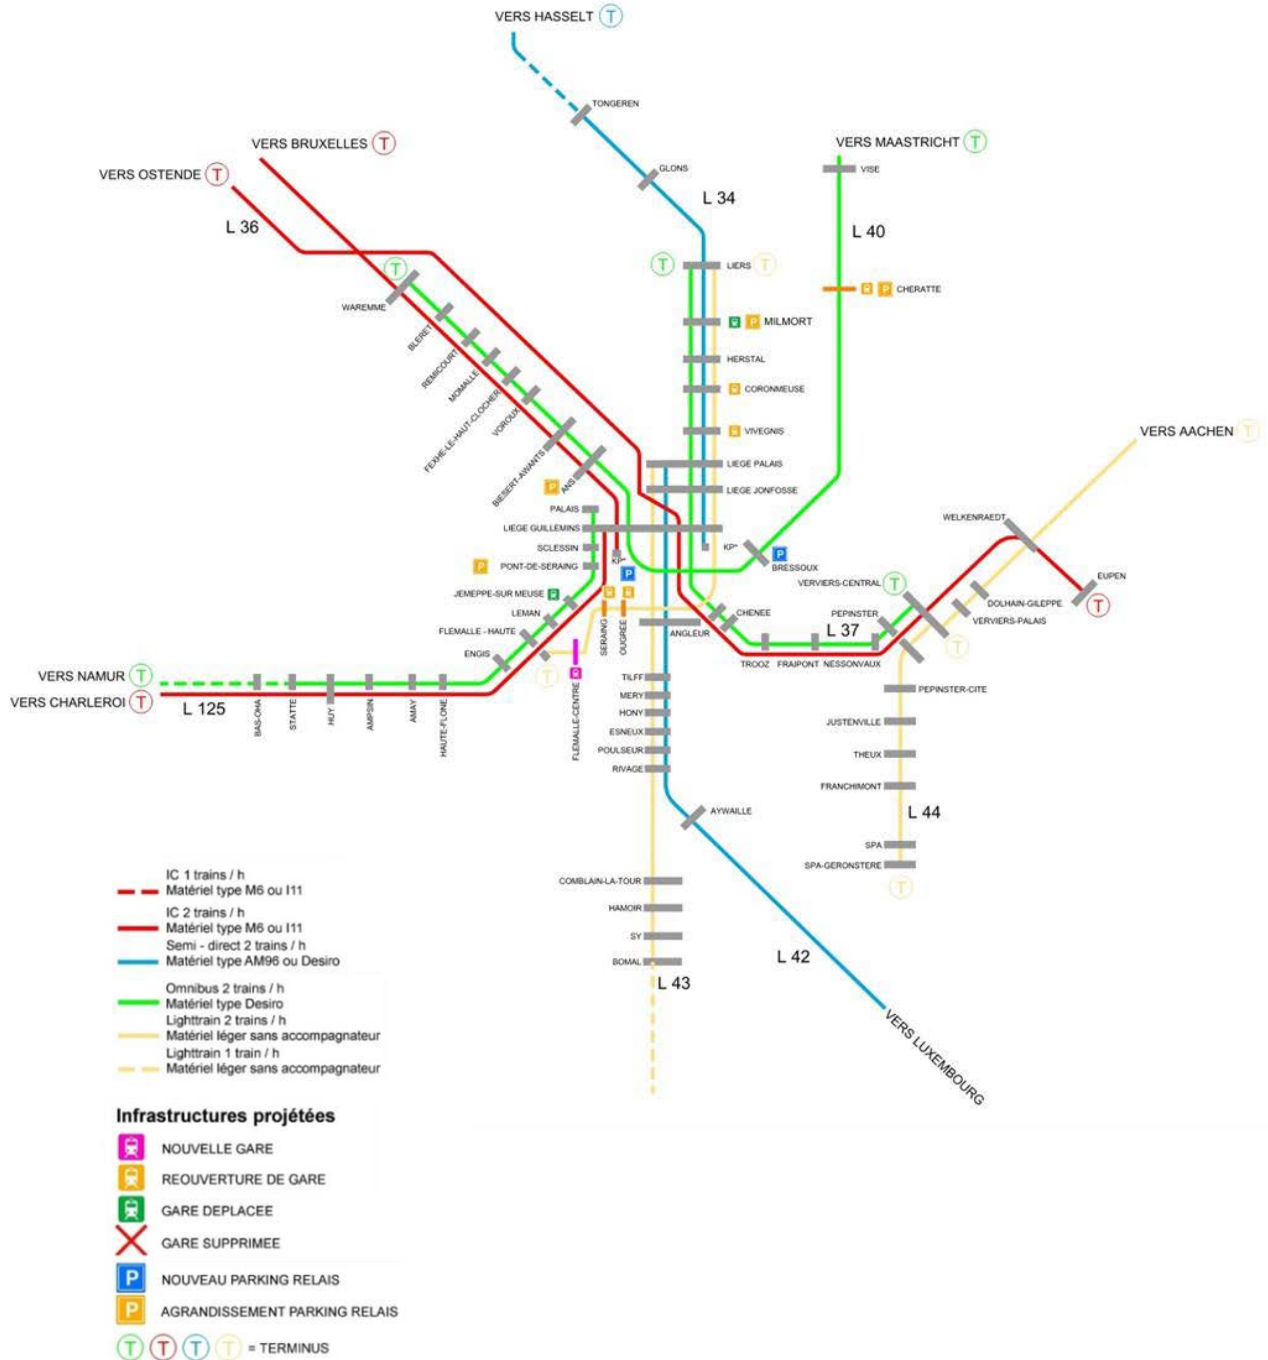 VERS HASSELT T
TONGEREN
VERS BRUXELLES T
VERS MAASTRICHT T
VERS OSTENDE T
GLONS
VISE
L 34
L 36
L 40
T
LIERS T
T
P CHERATTE
WAREMME
P MILMORT
BLERET
REMICOURT
HERSTAL
MOMALLE
CORONMEUSE
FEXHE-LE-HAUT-CLOCHER
VOROUX
VIVEGNIS
VERS AACHEN T
BIESERT-AWANTS
LIEGE PALAIS
P ANS
LIEGE JONFOSSE
PALAIS
WELKENRAEDT
LIEGE GUILLEMINS
SCLESSIN
KP*
P
BRESSOUX
P PONT-DE-SERAING
P
VERVIERS-CENTRAL T
EUPEN
T
JEMEPPE-SUR MEUSE
DOLHAIN-GILEPPE
LEMAN
CHENEE
PEPINSTER
VERVIERS-PALAIS
FLEMALLE - HAUTE
SERAING
OUGRÉE
ANGLEUR
L 37
T
ENGIS
TROOZ FRAIPONT NESSONVAUX
VERS NAMUR T
T
TILFF
VERS CHARLEROI T
L 125
BAS-OHA
STATTE
HUY
AMPSIN
AMAY
HAUTE-FLONE
FLEMALLE-CENTRE
MERY
PEPINSTER-CITE
HONY
JUSTENVILLE
ESNEUX
POULSEUR
THEUX
RIVAGE
FRANCHIMONT
AYWAILLE
L 44
SPA
SPA-GERONSTERE
COMBLAIN-LA-TOUR
T
HAMOIR
SY
L 42
BOMAL
L 43
VERS LUXEMBOURG
IC 1 trains / h
Matériel type M6 ou I11
IC 2 trains / h
Matériel type M6 ou I11
Semi - direct 2 trains / h
Matériel type AM96 ou Desiro
Omnibus 2 trains / h
Matériel type Desiro
Lighttrain 2 trains / h
Matériel léger sans accompagnateur
Lighttrain 1 train / h
Matériel léger sans accompagnateur
Infrastructures projétées
NOUVELLE GARE
REOUVERTURE DE GARE
GARE DEPLACEE
GARE SUPPRIMEE
P NOUVEAU PARKING RELAIS
P AGRANDISSEMENT PARKING RELAIS
T T T T = TERMINUS